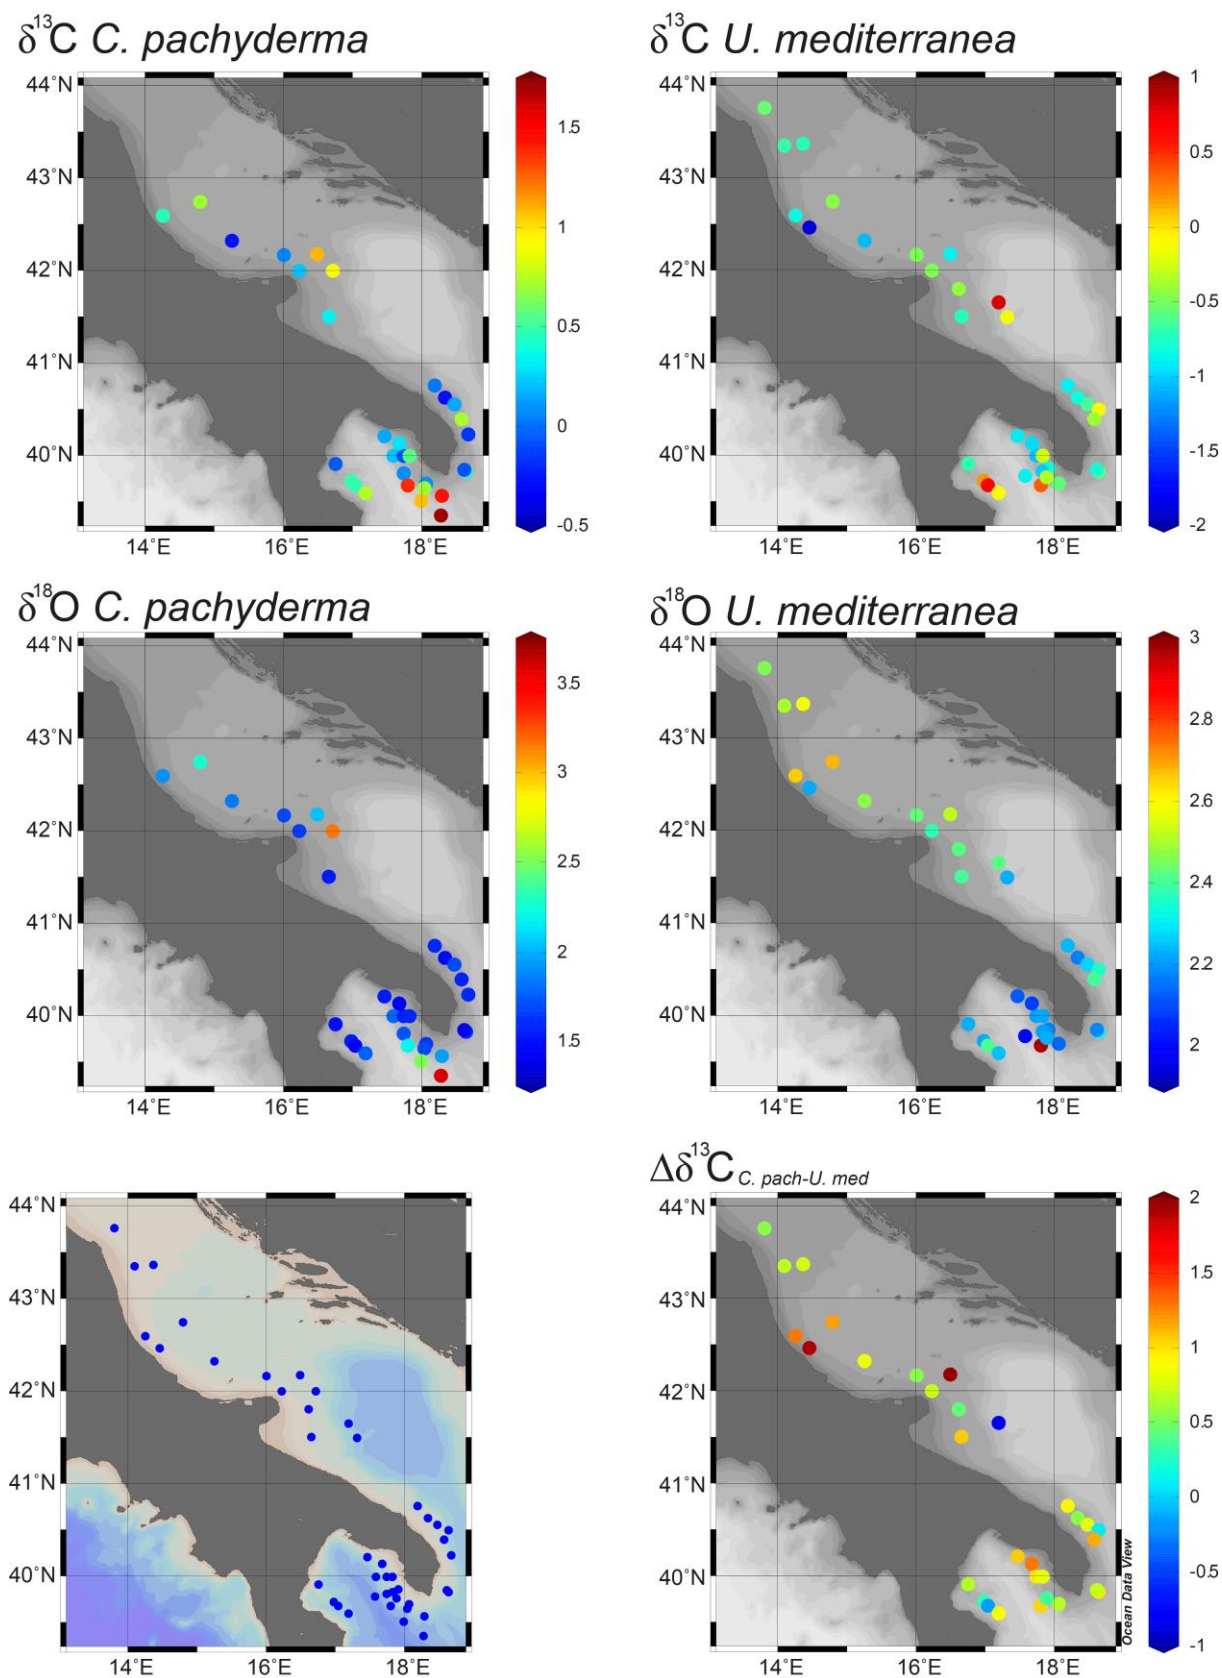 δ¹³C C. pachyderma
44°N
43°N
42°N
41°N
40°N
14°E
16°E
18°E
1.5
1
0.5
0
-0.5
δ¹³C U. mediterranea
44°N
43°N
42°N
41°N
40°N
14°E
16°E
18°E
1
0.5
0
-0.5
-1
-1.5
-2
δ¹⁸O C. pachyderma
44°N
43°N
42°N
41°N
40°N
14°E
16°E
18°E
3.5
3
2.5
2
1.5
δ¹⁸O U. mediterranea
44°N
43°N
42°N
41°N
40°N
14°E
16°E
18°E
3
2.8
2.6
2.4
2.2
2
44°N
43°N
42°N
41°N
40°N
14°E
16°E
18°E
Δδ¹³C C. pach-U. med
44°N
43°N
42°N
41°N
40°N
14°E
16°E
18°E
2
1.5
1
0.5
0
-0.5
-1
Ocean Data View